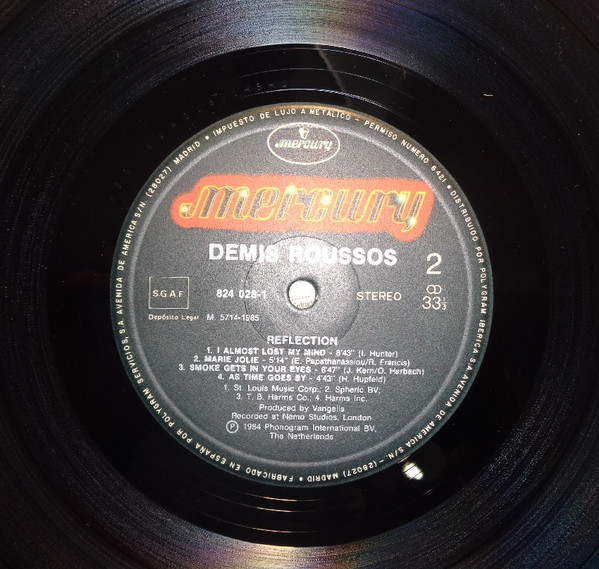 mercury
mercury
DEMIS ROUSSOS
2
S.G.A.E.
824 028-1
STEREO
33 1/3
Depósito Legal M. 5714-1985
REFLECTION
1. I ALMOST LOST MY MIND - 8'43" (I. Hunter)
2. MARIE JOLIE - 5'14" (E. Papathanassiou/R. Francis)
3. SMOKE GETS IN YOUR EYES - 6'47" (J. Kern/O. Harbach)
4. AS TIME GOES BY - 4'43" (H. Hupfeld)
1. St. Louis Music Corp.; 2. Spheric BV;
3. T. B. Harms Co.; 4. Harms Inc.
Produced by Vangelis
Recorded at Nemo Studios, London
Ⓟ 1984 Phonogram International BV,
The Netherlands
• FABRICADO EN ESPAÑA POR POLYGRAM SERVICIOS, S.A. AVENIDA DE AMERICA S/N. (28027) MADRID • IMPUESTO DE LUJO A METALICO - PERMISO NUMERO 6421 • DISTRIBUIDO POR POLYGRAM IBERICA S.A. AVENIDA DE AMERICA S/N.- (28027) MADRID